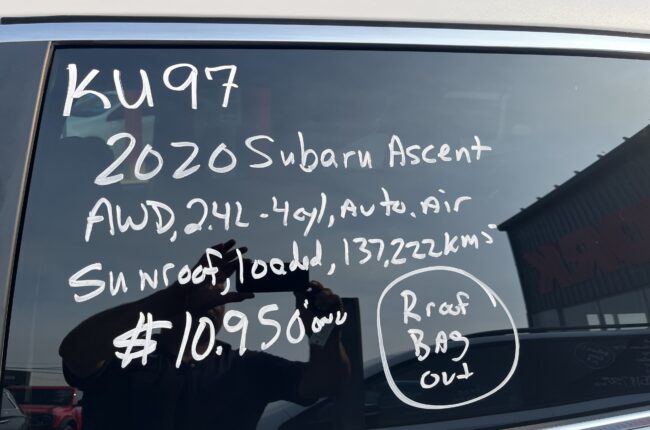 KU97
2020 Subaru Ascent
AWD, 2.4L - 4cyl, Auto. Air
Sunroof, loaded, 137,222 kms
$10.950
R roof
BAg
out